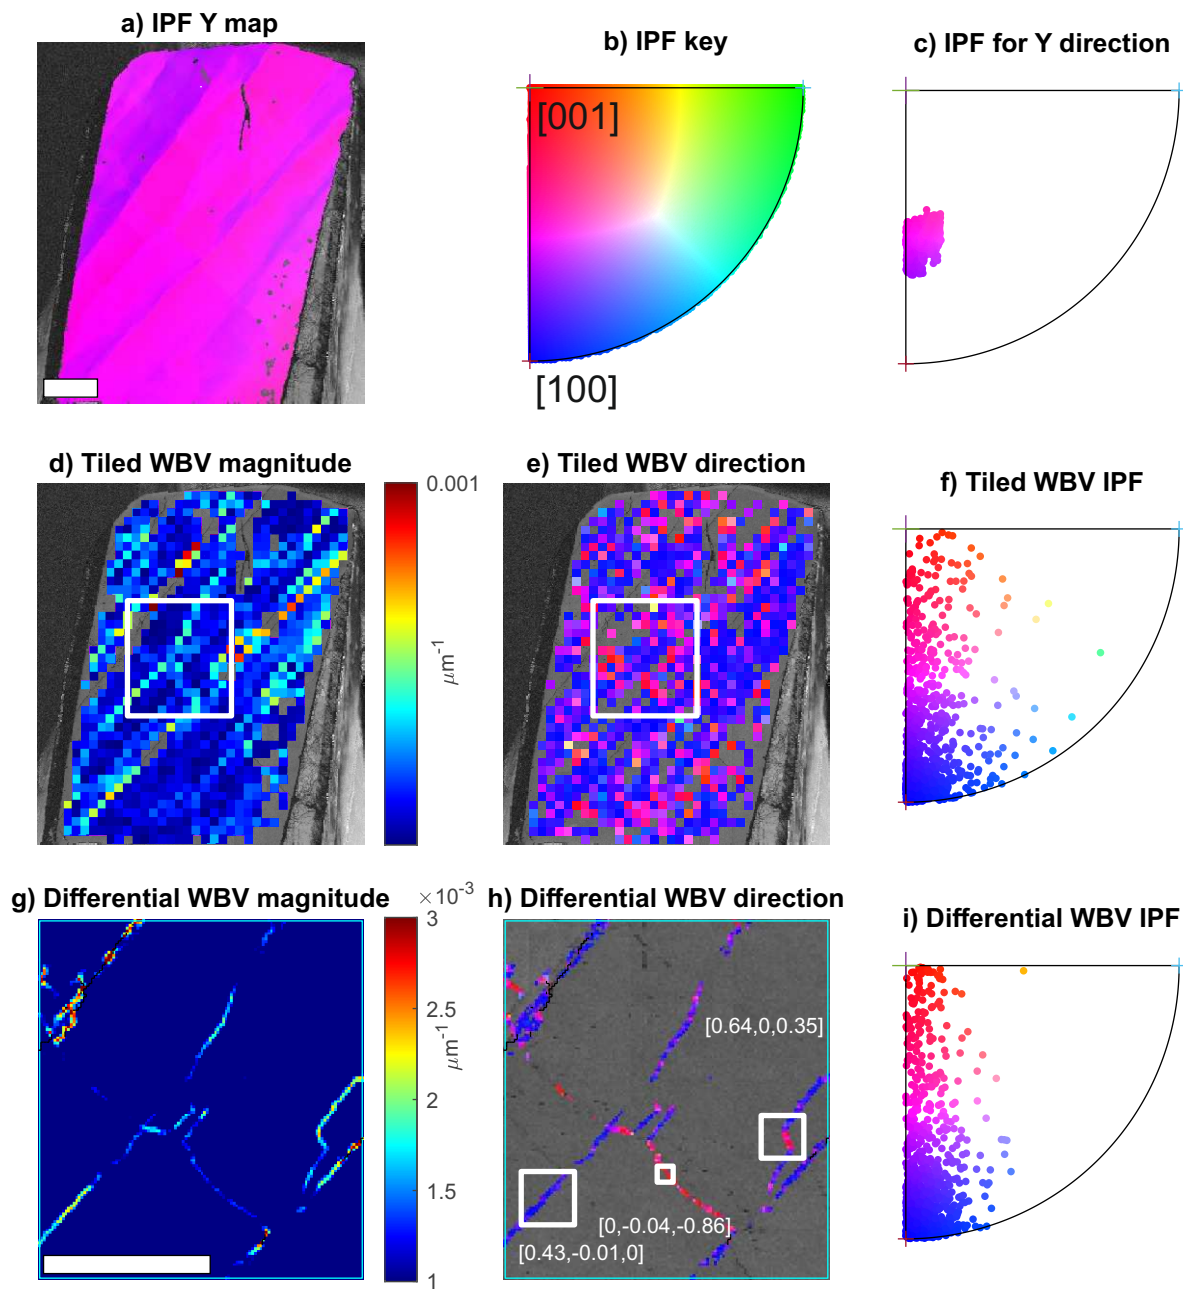 a) IPF Y map
b) IPF key
c) IPF for Y direction
[001]
[100]
d) Tiled WBV magnitude
e) Tiled WBV direction
f) Tiled WBV IPF
0.001
μm-1
g) Differential WBV magnitude
h) Differential WBV direction
i) Differential WBV IPF
×10-3
3
μm-1
2
1.5
1
[0.64,0,0.35]
[0,-0.04,-0.86]
[0.43,-0.01,0]